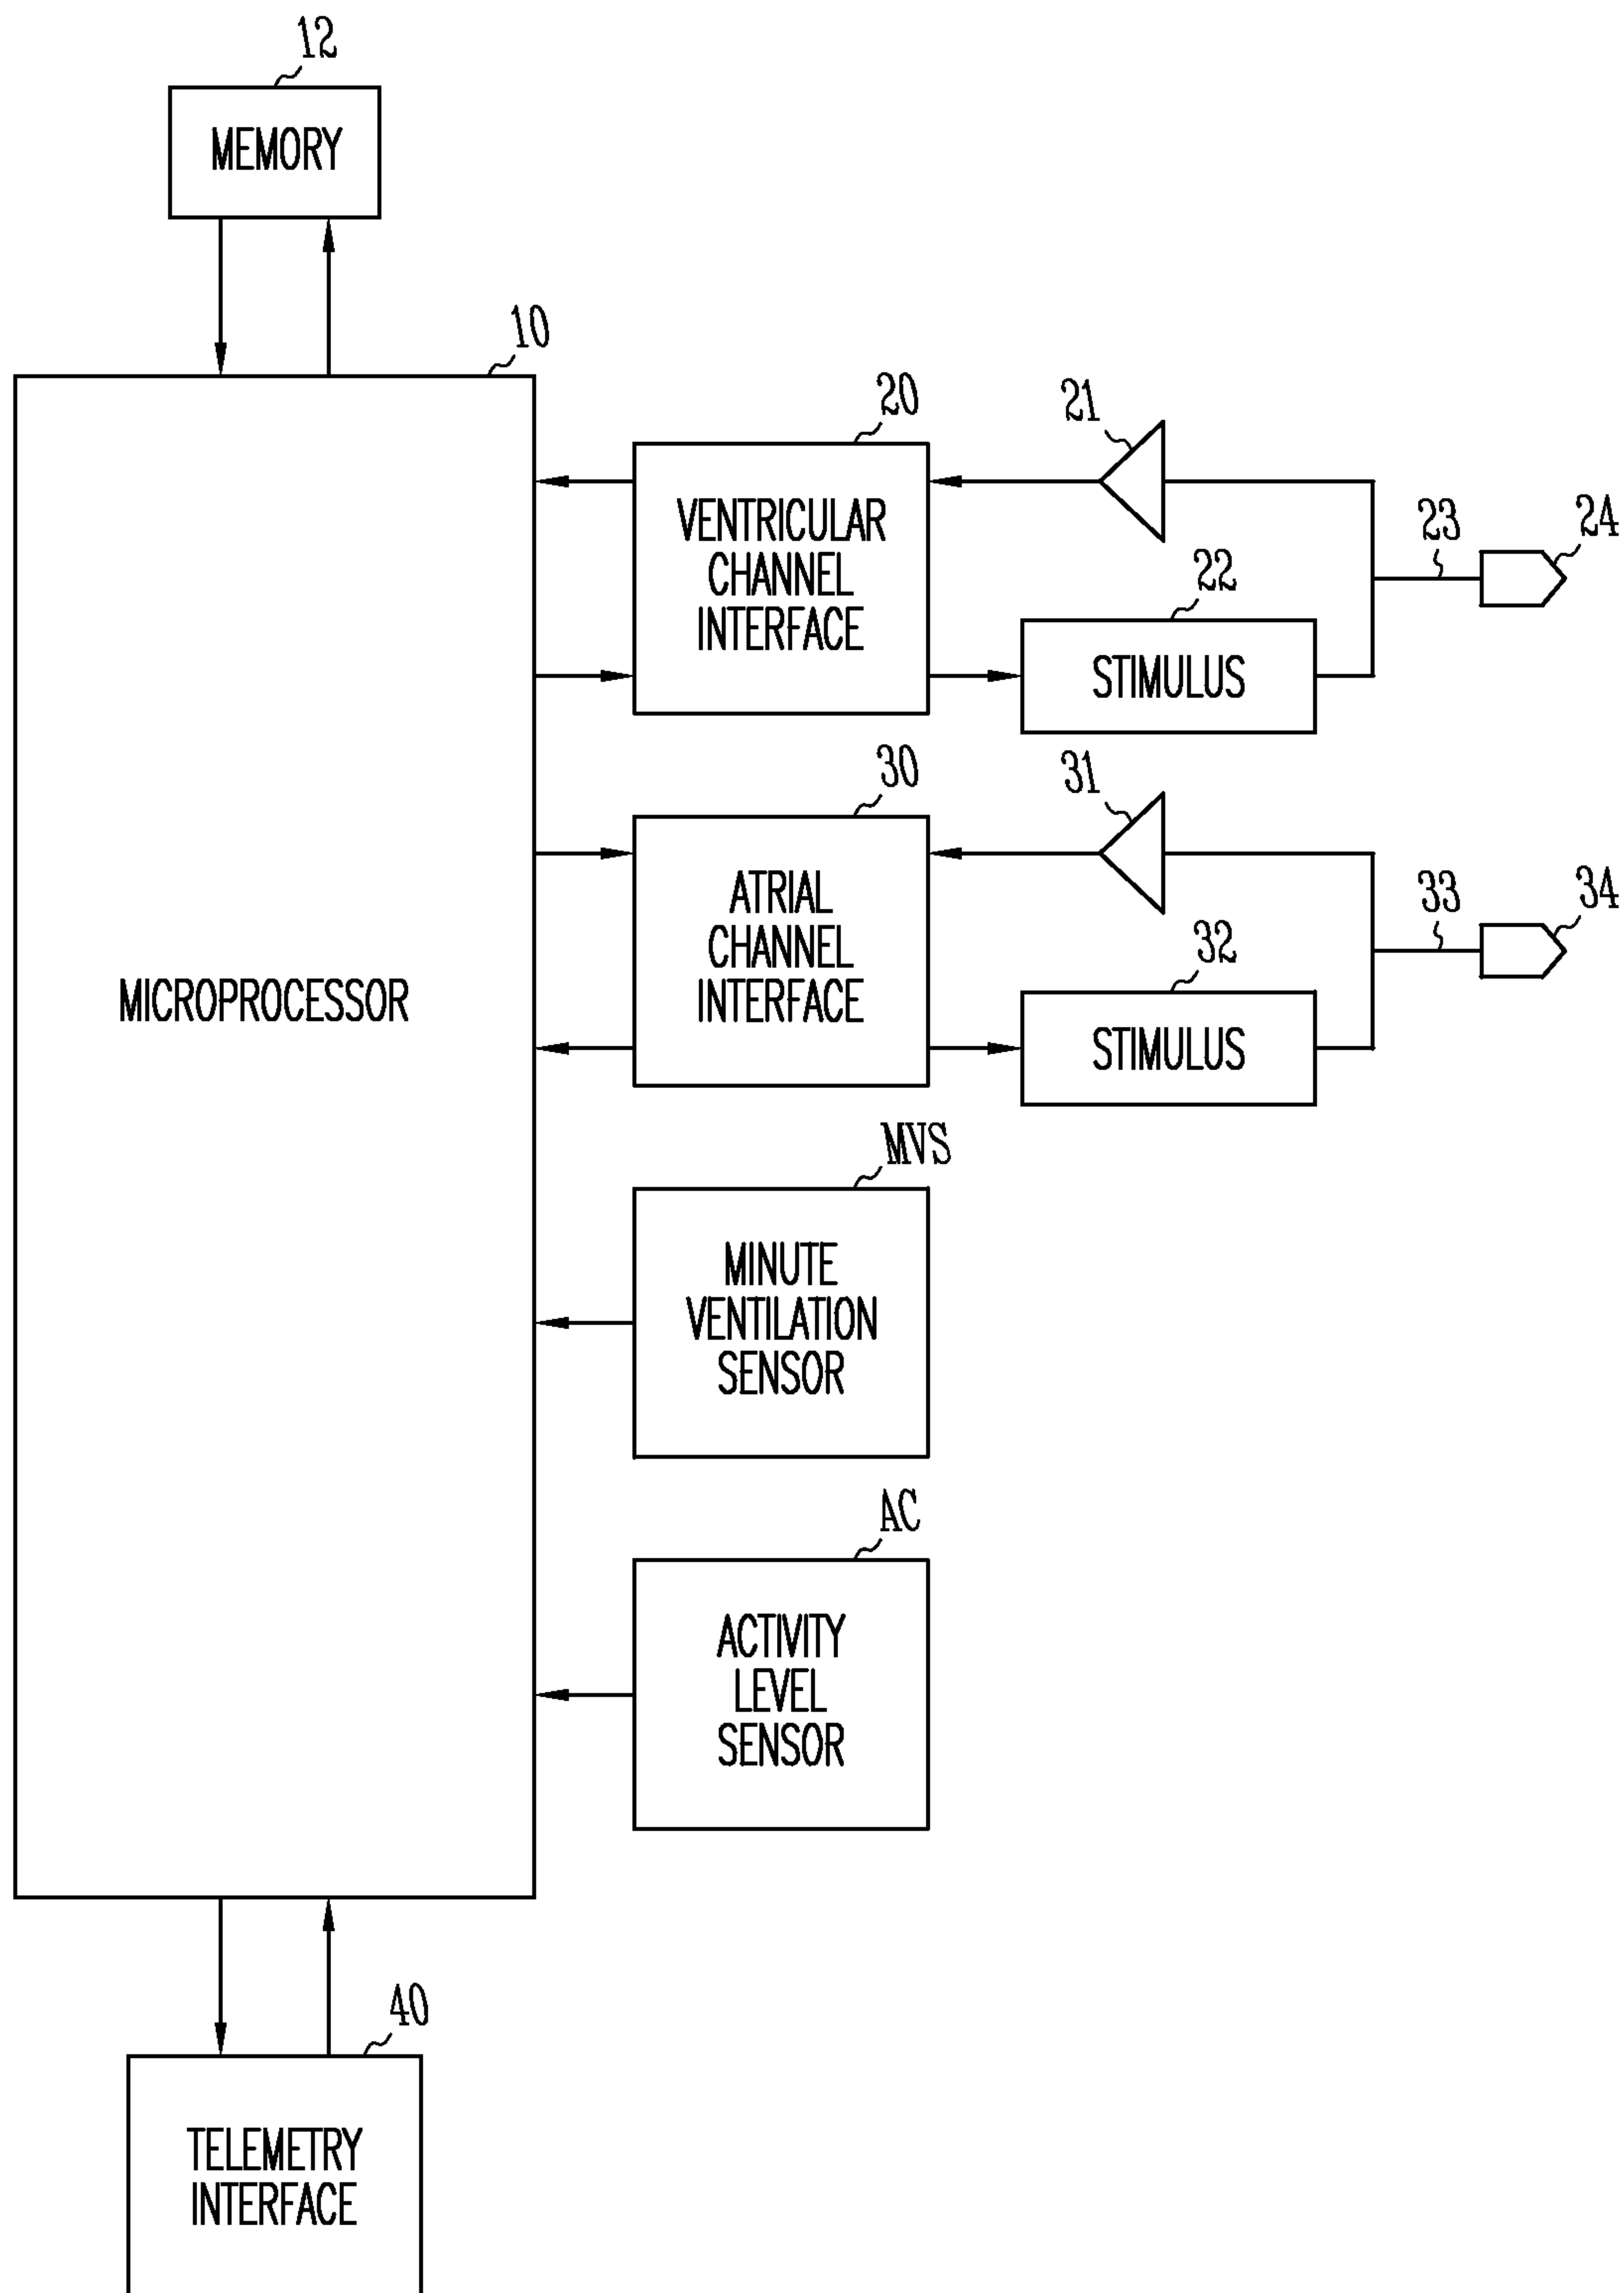 12
MEMORY
10
MICROPROCESSOR
20
VENTRICULAR
CHANNEL
INTERFACE
21
22
STIMULUS
23
24
30
ATRIAL
CHANNEL
INTERFACE
31
32
STIMULUS
33
34
MVS
MINUTE
VENTILATION
SENSOR
AC
ACTIVITY
LEVEL
SENSOR
40
TELEMETRY
INTERFACE